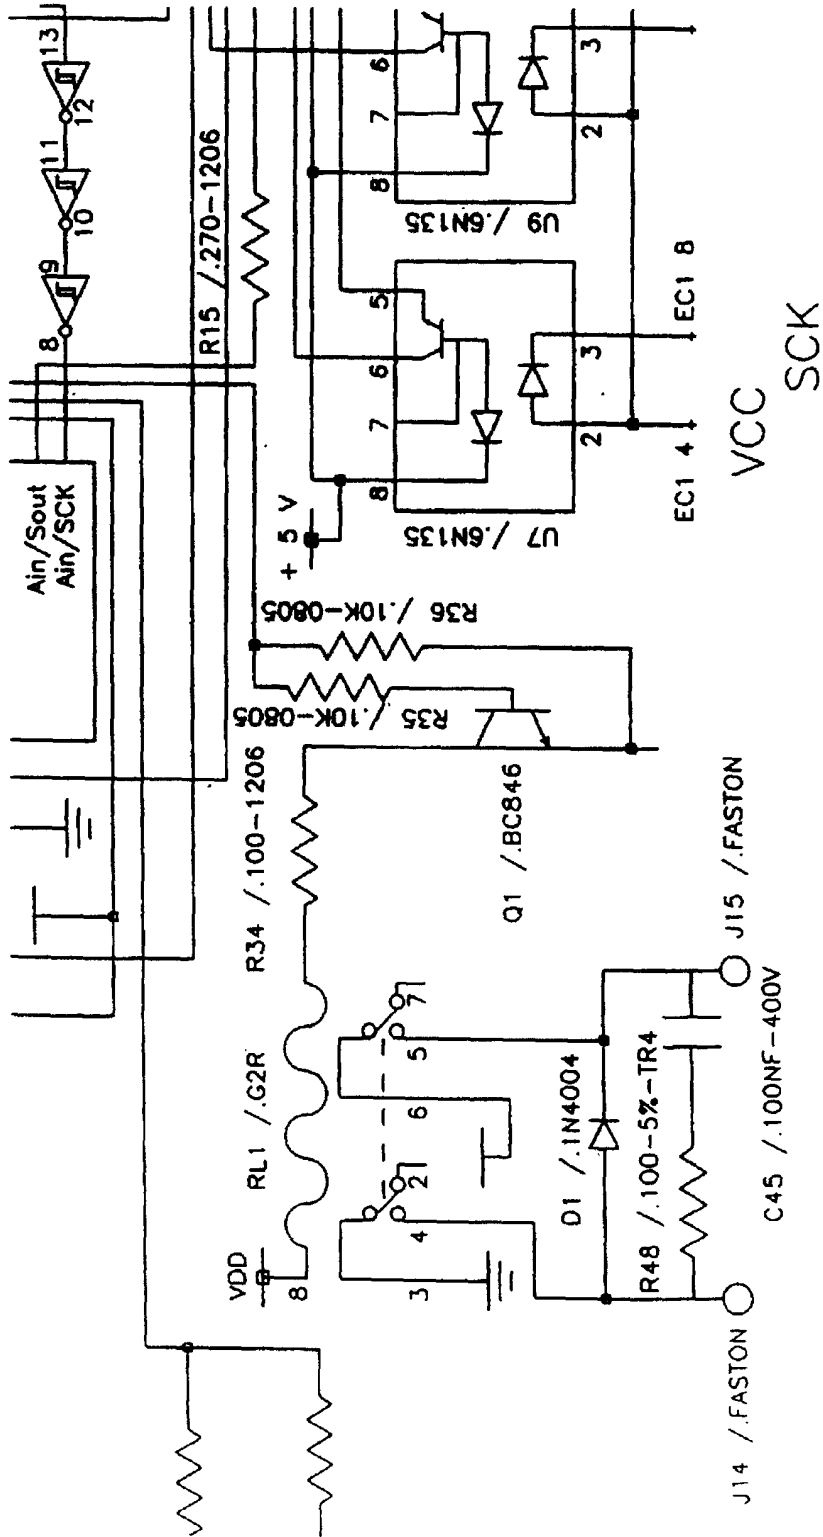 13
12
11
10
9
8
R15 /.270-1206
6
7
8
3
2
U9 /.6N135
5
6
7
8
3
2
U7 /.6N135
EC1 8
EC1 4
VCC
SCK
Ain/Sout
Ain/SCK
+ 5 V
R36 /.10K-0805
R35 /.10K-0805
R34 /.100-1206
Q1 /.BC846
RL1 /.G2R
VDD
8
7
5
6
2
4
3
D1 /.1N4004
R48 /.100-5%-TR4
C45 /.100NF-400V
J15 /.FASTON
J14 /.FASTON